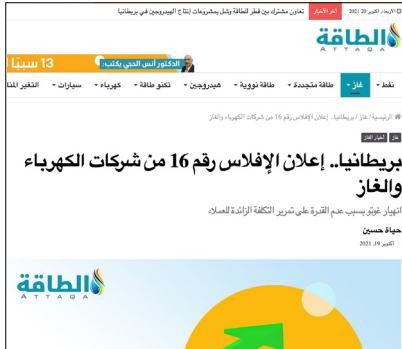 الأربعاء, أكتوبر 20 2021
أخر الأخبار
تعاون مشترك بين قطر للطاقة وشل بمشروعات إنتاج الهيدروجين في بريطانيا
الطاقة
ATTAQA
الدكتور أنس الحجي يكتب:
13 سببًا
نفط
غاز
طاقة متجددة
طاقة نووية
هيدروجين
تكنو طاقة
كهرباء
سيارات
التغير المنا
الرئيسية / غاز / بريطانيا.. إعلان الإفلاس رقم 16 من شركات الكهرباء والغاز
غاز
أخبار الغاز
بريطانيا.. إعلان الإفلاس رقم 16 من شركات الكهرباء
والغاز
انهيار غوتو بسبب عدم القدرة على تمرير التكلفة الزائدة للعملاء
حياة حسين
أكتوبر 19, 2021
الطاقة
ATTAQA